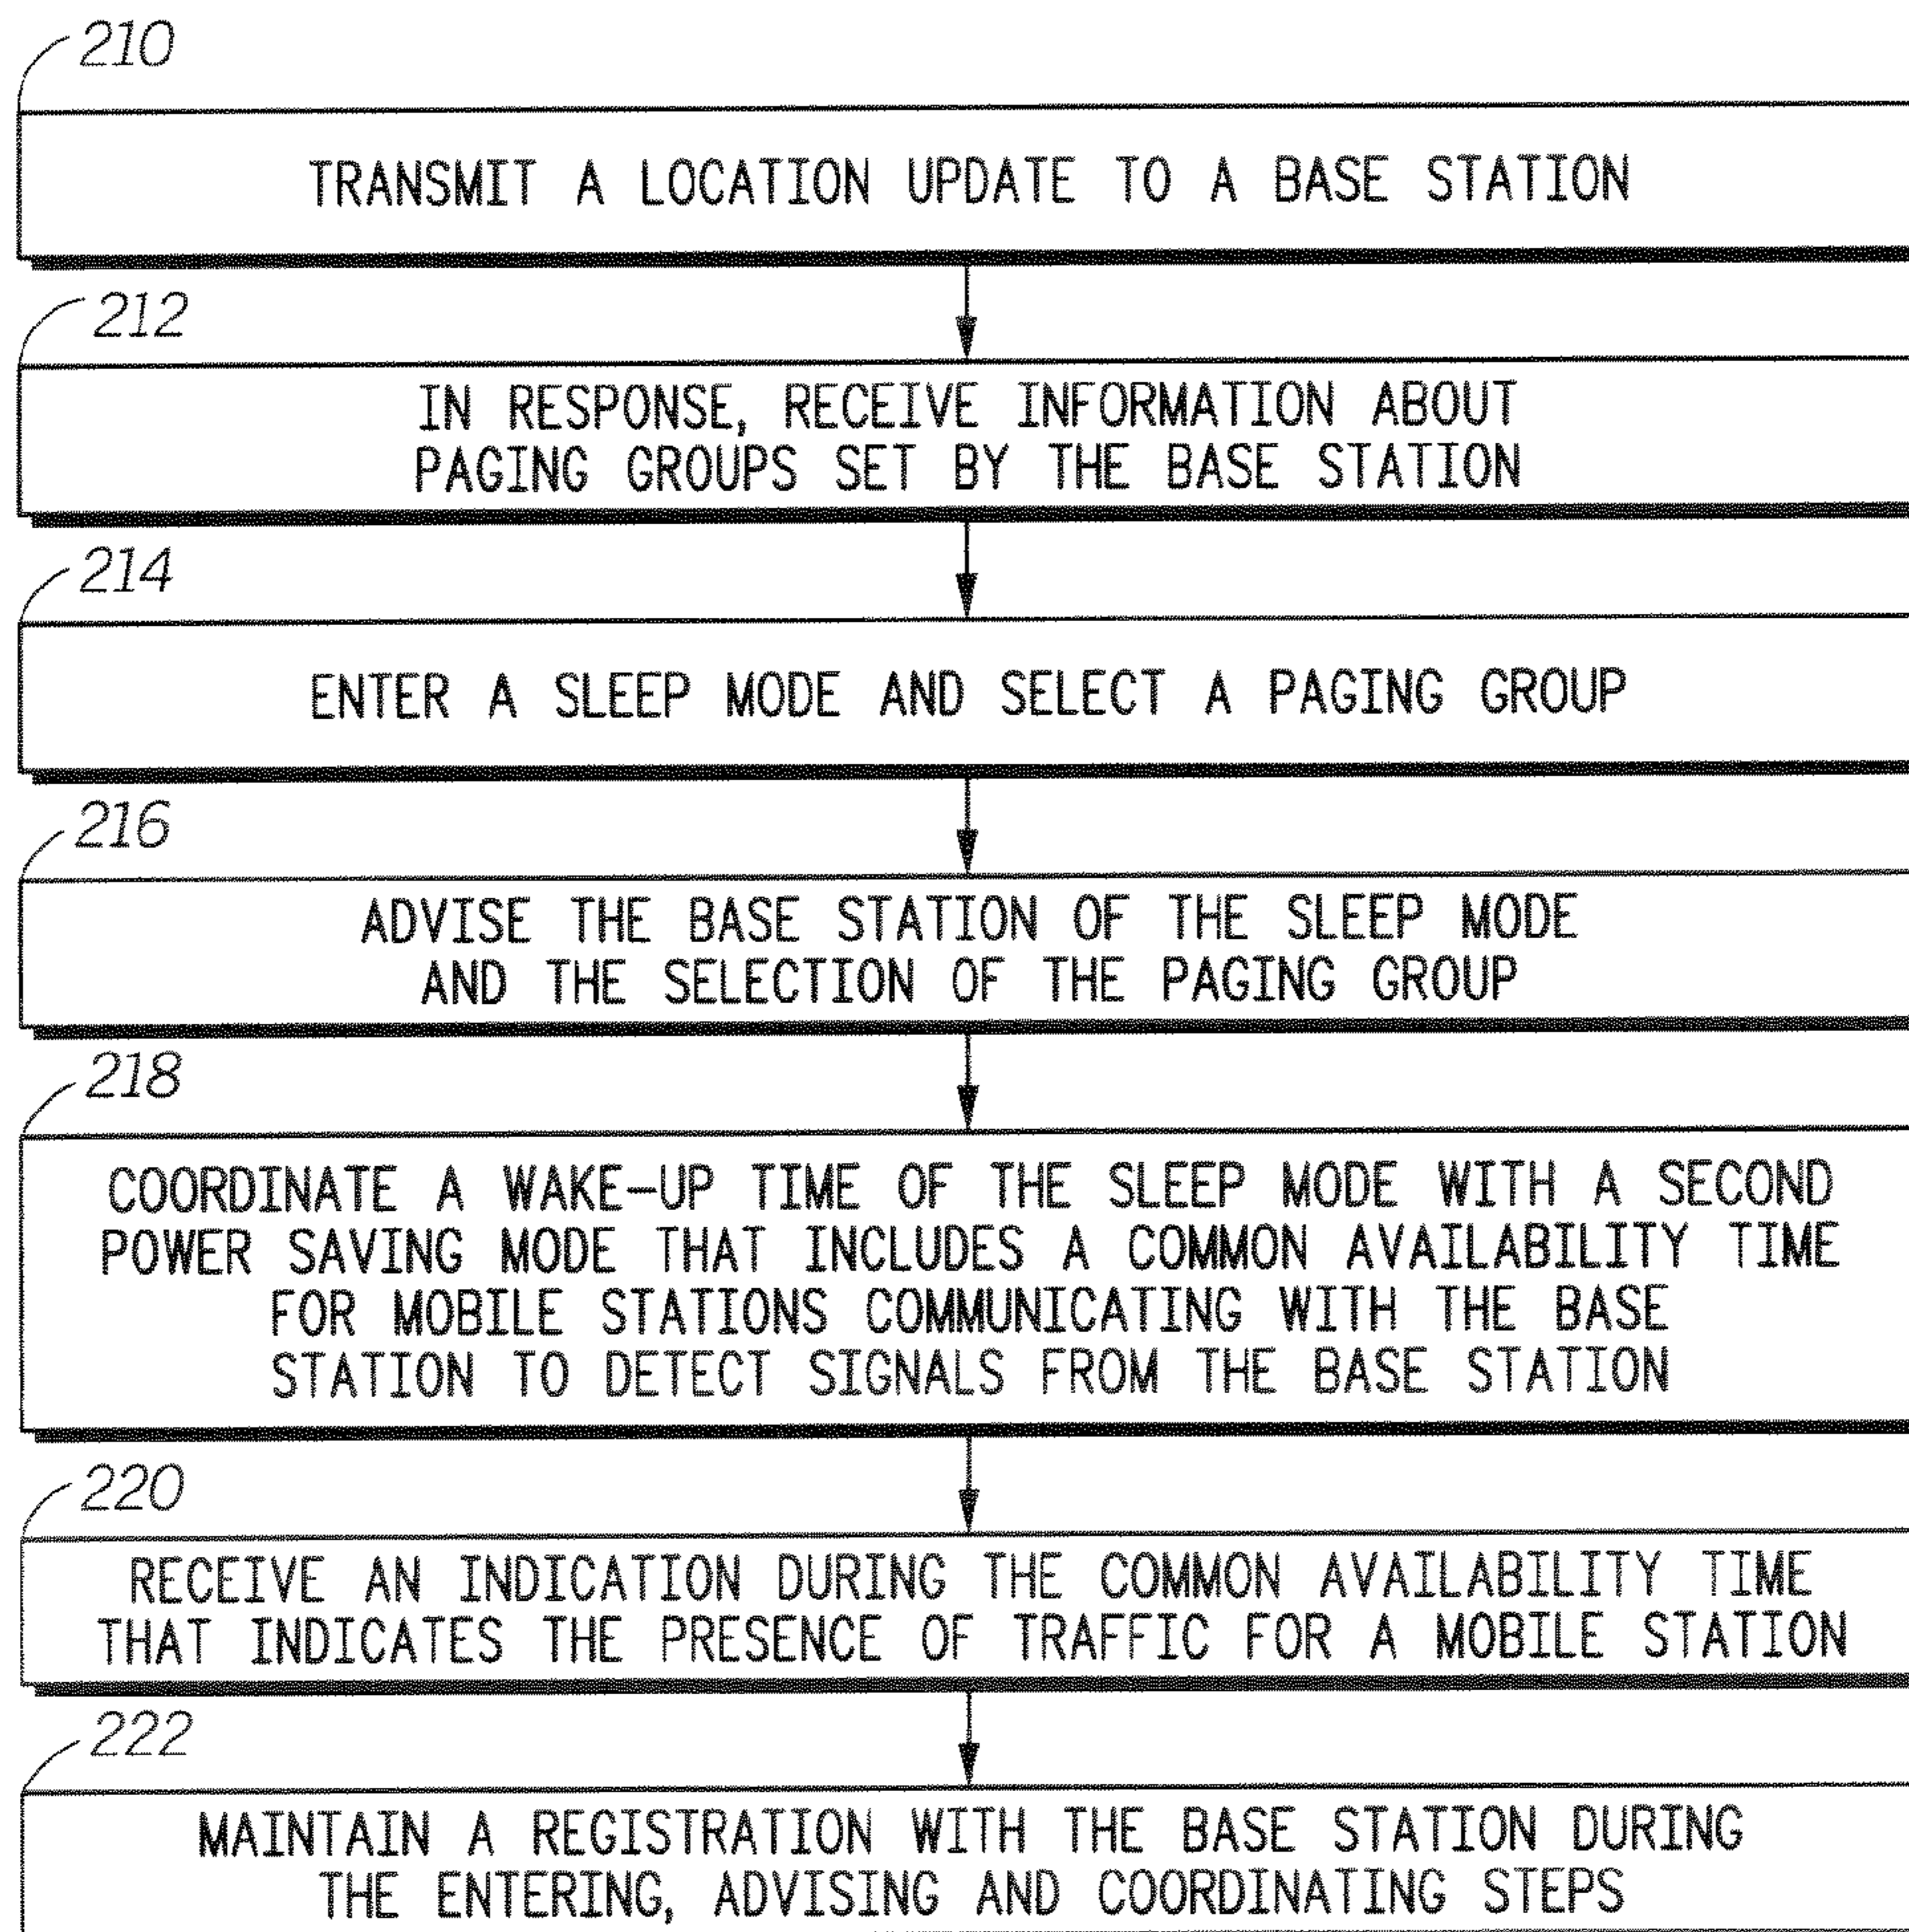 210
TRANSMIT A LOCATION UPDATE TO A BASE STATION
212
IN RESPONSE, RECEIVE INFORMATION ABOUT
PAGING GROUPS SET BY THE BASE STATION
214
ENTER A SLEEP MODE AND SELECT A PAGING GROUP
216
ADVISE THE BASE STATION OF THE SLEEP MODE
AND THE SELECTION OF THE PAGING GROUP
218
COORDINATE A WAKE-UP TIME OF THE SLEEP MODE WITH A SECOND
POWER SAVING MODE THAT INCLUDES A COMMON AVAILABILITY TIME
FOR MOBILE STATIONS COMMUNICATING WITH THE BASE
STATION TO DETECT SIGNALS FROM THE BASE STATION
220
RECEIVE AN INDICATION DURING THE COMMON AVAILABILITY TIME
THAT INDICATES THE PRESENCE OF TRAFFIC FOR A MOBILE STATION
222
MAINTAIN A REGISTRATION WITH THE BASE STATION DURING
THE ENTERING, ADVISING AND COORDINATING STEPS